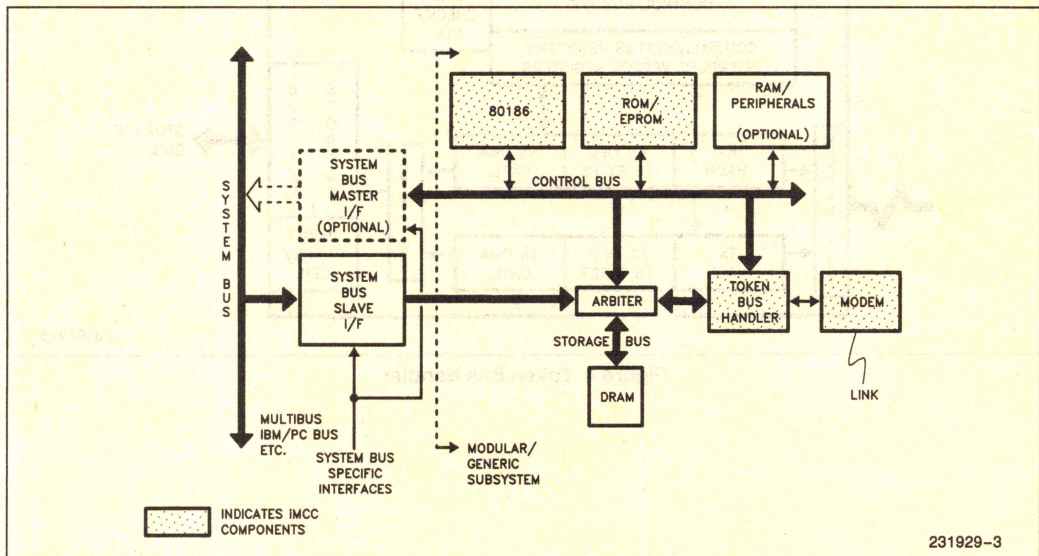 80186
ROM/
EPROM
RAM/
PERIPHERALS
(OPTIONAL)
SYSTEM
BUS
MASTER
I/F
(OPTIONAL)
CONTROL BUS
SYSTEM BUS
SYSTEM
BUS
SLAVE
I/F
ARBITER
TOKEN
BUS
HANDLER
MODEM
STORAGE BUS
DRAM
LINK
MULTIBUS
IBM/PC BUS
ETC.
SYSTEM BUS
SPECIFIC
INTERFACES
MODULAR/
GENERIC
SUBSYSTEM
INDICATES iMCC
COMPONENTS
231929-3